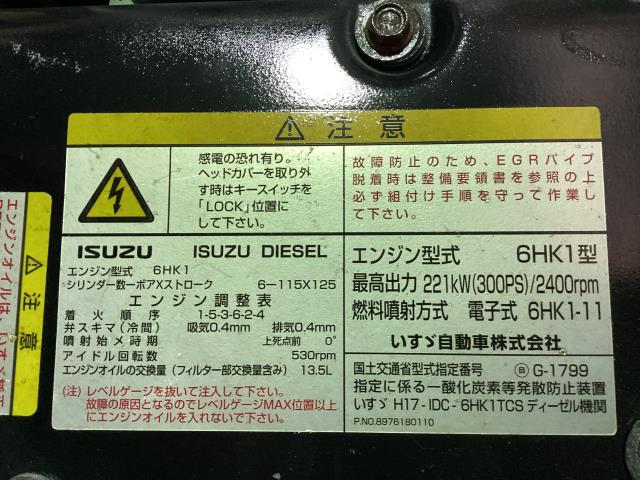 注意
感電の恐れ有り。
ヘッドカバーを取り外
す時はキースイッチを
「LOCK」位置に
して下さい。
故障防止のため、EGRパイプ
脱着時は整備要領書を参照の上
必ず組付け手順を守って作業
して下さい。
ISUZU ISUZU DIESEL
エンジン型式 6HK1
シリンダー数-ボアXストローク 6-115X125
エンジン調整表
着火順序 1-5-3-6-2-4
弁スキマ(冷間) 吸気0.4mm 排気0.4mm
噴射始メ時期 上死点前 0°
アイドル回転数 530rpm
エンジンオイルの交換量(フィルター部交換量含み) 13.5L
(注)レベルゲージを抜いて注入して下さい。
故障の原因となるのでレベルゲージMAX位置以上
にエンジンオイルを入れないで下さい。
エンジン型式 6HK1型
最高出力 221kW(300PS)/2400rpm
燃料噴射方式 電子式 6HK1-11
いすゞ自動車株式会社
国土交通省型式指定番号 G-1799
指定に係る一酸化炭素等発散防止装置
いすゞ H17-IDC-6HK1TCS ディーゼル機関
P.NO.8976180110
注意
エンジンオイルは、